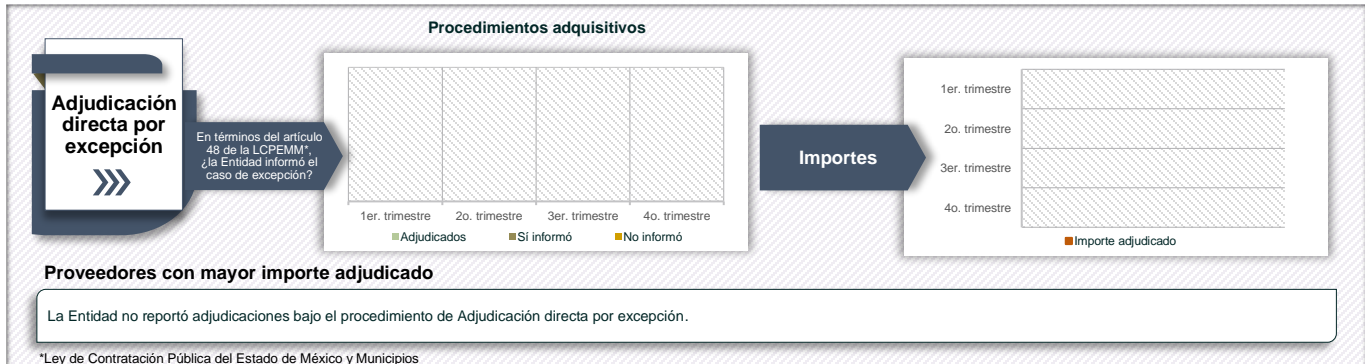 Procedimientos adquisitivos
Adjudicación
directa por
excepción
En términos del artículo
48 de la LCPEMM*,
¿la Entidad informó el
caso de excepción?
1er. trimestre 2o. trimestre 3er. trimestre 4o. trimestre
Adjudicados Sí informó No informó
Importes
1er. trimestre
2o. trimestre
3er. trimestre
4o. trimestre
Importe adjudicado
Proveedores con mayor importe adjudicado
La Entidad no reportó adjudicaciones bajo el procedimiento de Adjudicación directa por excepción.
*Ley de Contratación Pública del Estado de México y Municipios